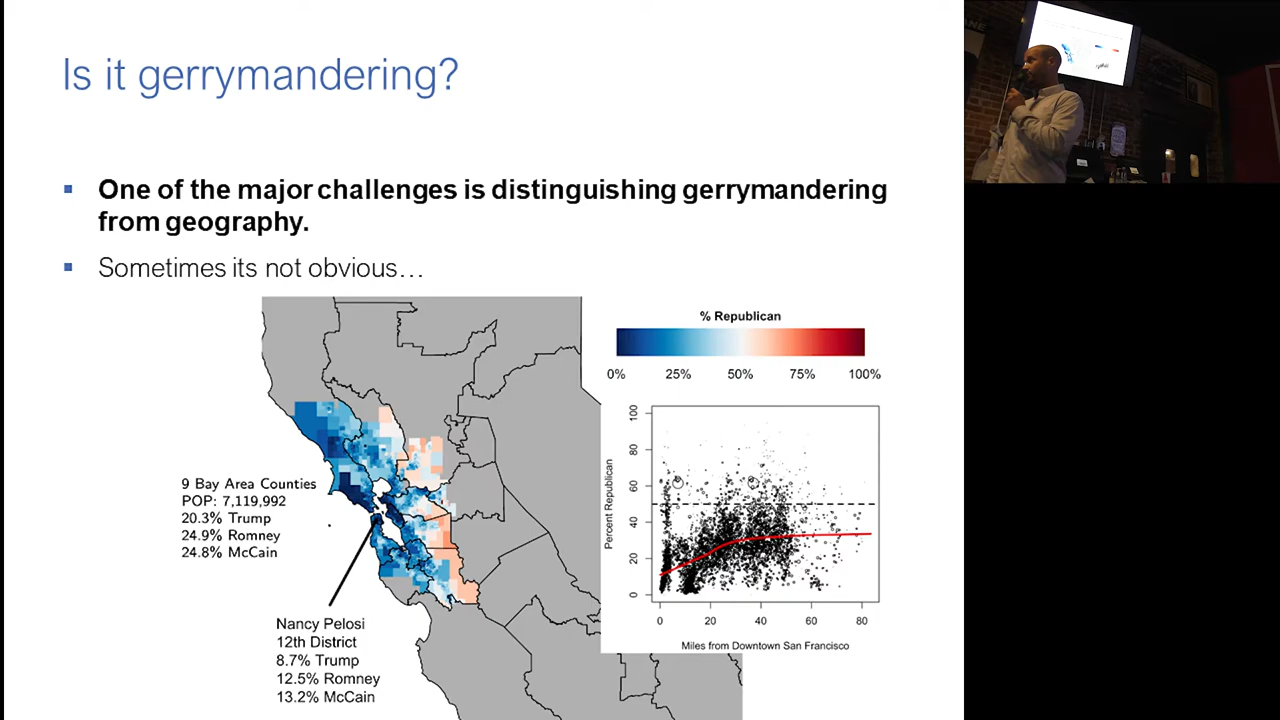 Is it gerrymandering?
One of the major challenges is distinguishing gerrymandering
from geography.
Sometimes its not obvious…
% Republican
0% 25% 50% 75% 100%
9 Bay Area Counties
POP: 7,119,992
20.3% Trump
24.9% Romney
24.8% McCain
Nancy Pelosi
12th District
8.7% Trump
12.5% Romney
13.2% McCain
Percent Republican
0 20 40 60 80 100
0 20 40 60 80
Miles from Downtown San Francisco